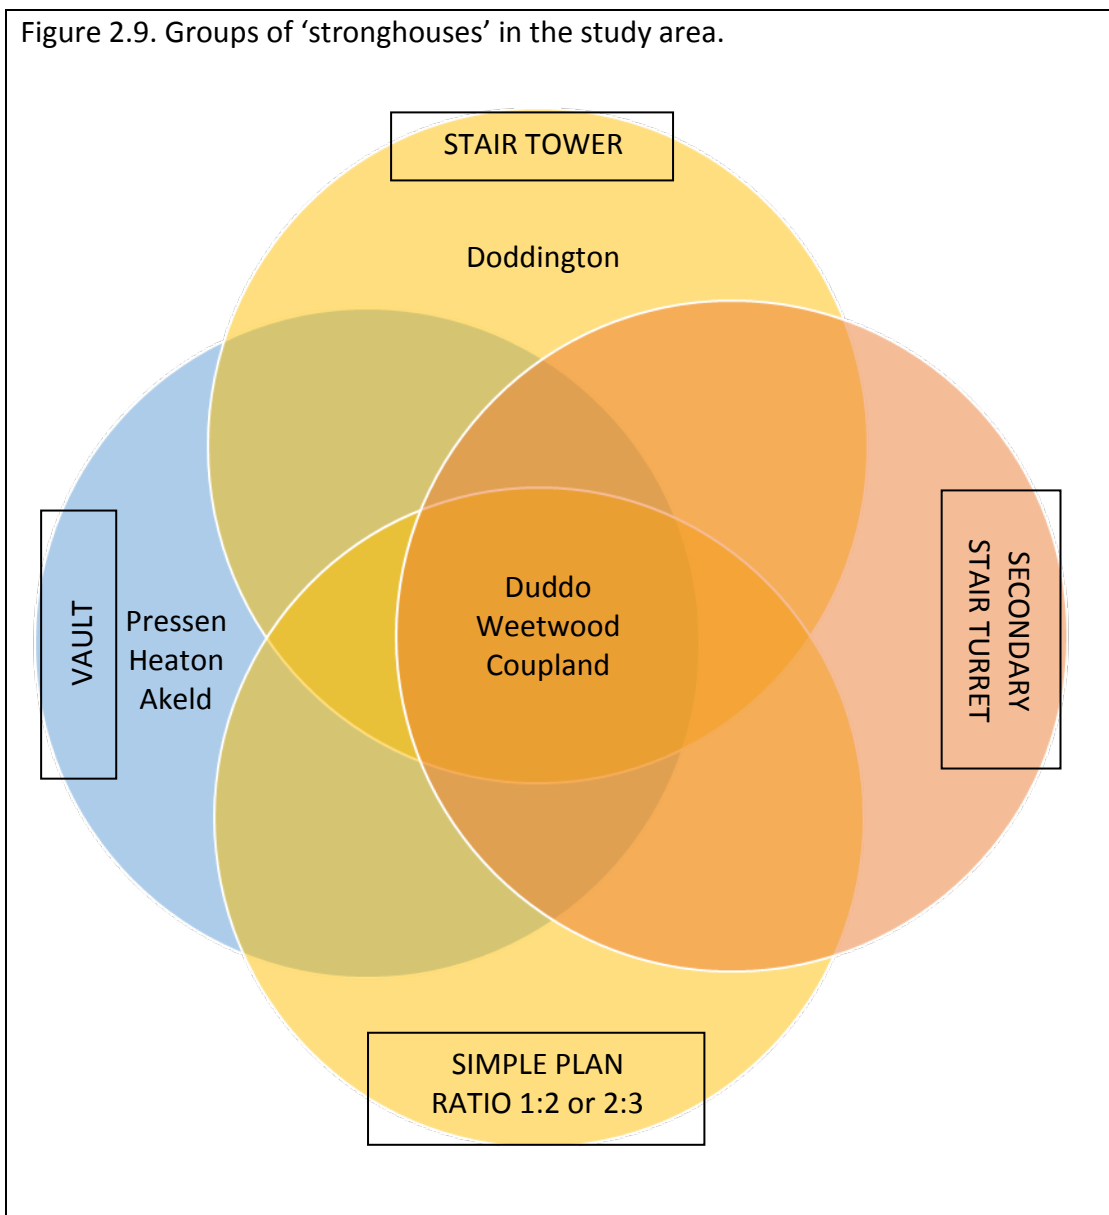 Figure 2.9. Groups of ‘stronghouses’ in the study area.
STAIR TOWER
Doddington
VAULT
Pressen
Heaton
Akeld
Duddo
Weetwood
Coupland
SECONDARY
STAIR TURRET
SIMPLE PLAN
RATIO 1:2 or 2:3